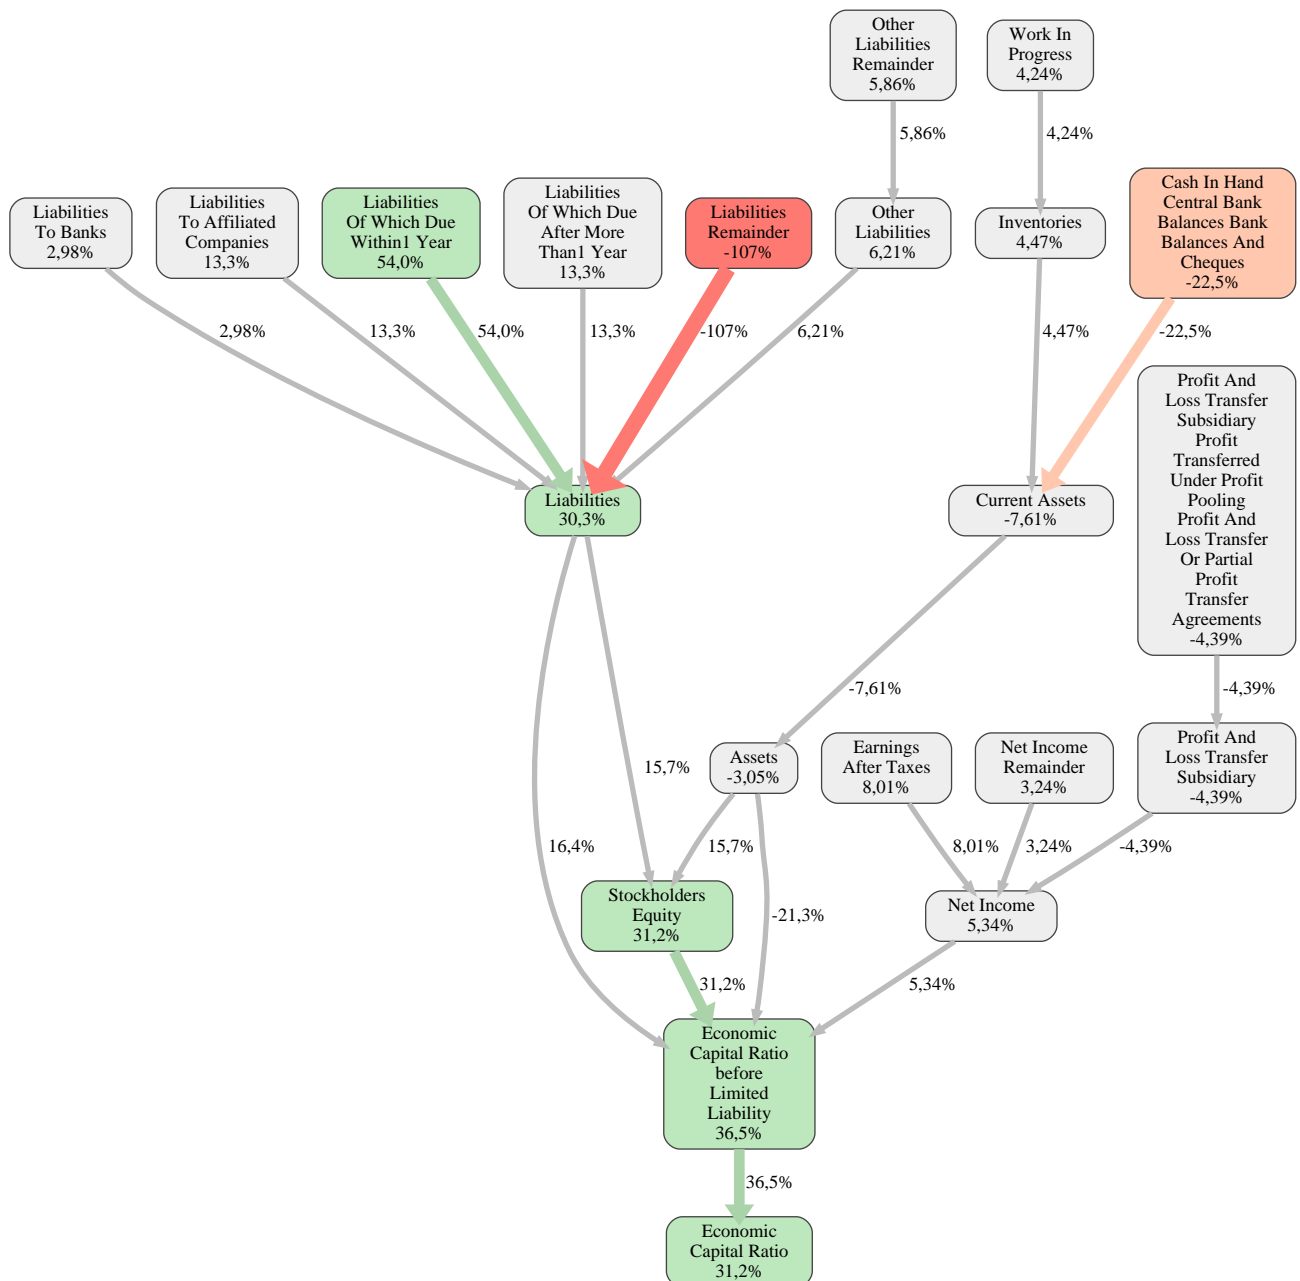 Other
Liabilities
Remainder
5,86%
Work In
Progress
4,24%
5,86%
4,24%
Liabilities
To Banks
2,98%
Liabilities
To Affiliated
Companies
13,3%
Liabilities
Of Which Due
Within1 Year
54,0%
Liabilities
Of Which Due
After More
Than1 Year
13,3%
Liabilities
Remainder
-107%
Other
Liabilities
6,21%
Inventories
4,47%
Cash In Hand
Central Bank
Balances Bank
Balances And
Cheques
-22,5%
2,98%
13,3%
54,0%
13,3%
-107%
6,21%
4,47%
-22,5%
Profit And
Loss Transfer
Subsidiary
Profit
Transferred
Under Profit
Pooling
Profit And
Loss Transfer
Or Partial
Profit
Transfer
Agreements
-4,39%
Liabilities
30,3%
Current Assets
-7,61%
-7,61%
-4,39%
Assets
-3,05%
Earnings
After Taxes
8,01%
Net Income
Remainder
3,24%
Profit And
Loss Transfer
Subsidiary
-4,39%
15,7%
16,4%
15,7%
8,01%
3,24%
-4,39%
Stockholders
Equity
31,2%
-21,3%
Net Income
5,34%
31,2%
5,34%
Economic
Capital Ratio
before
Limited
Liability
36,5%
36,5%
Economic
Capital Ratio
31,2%